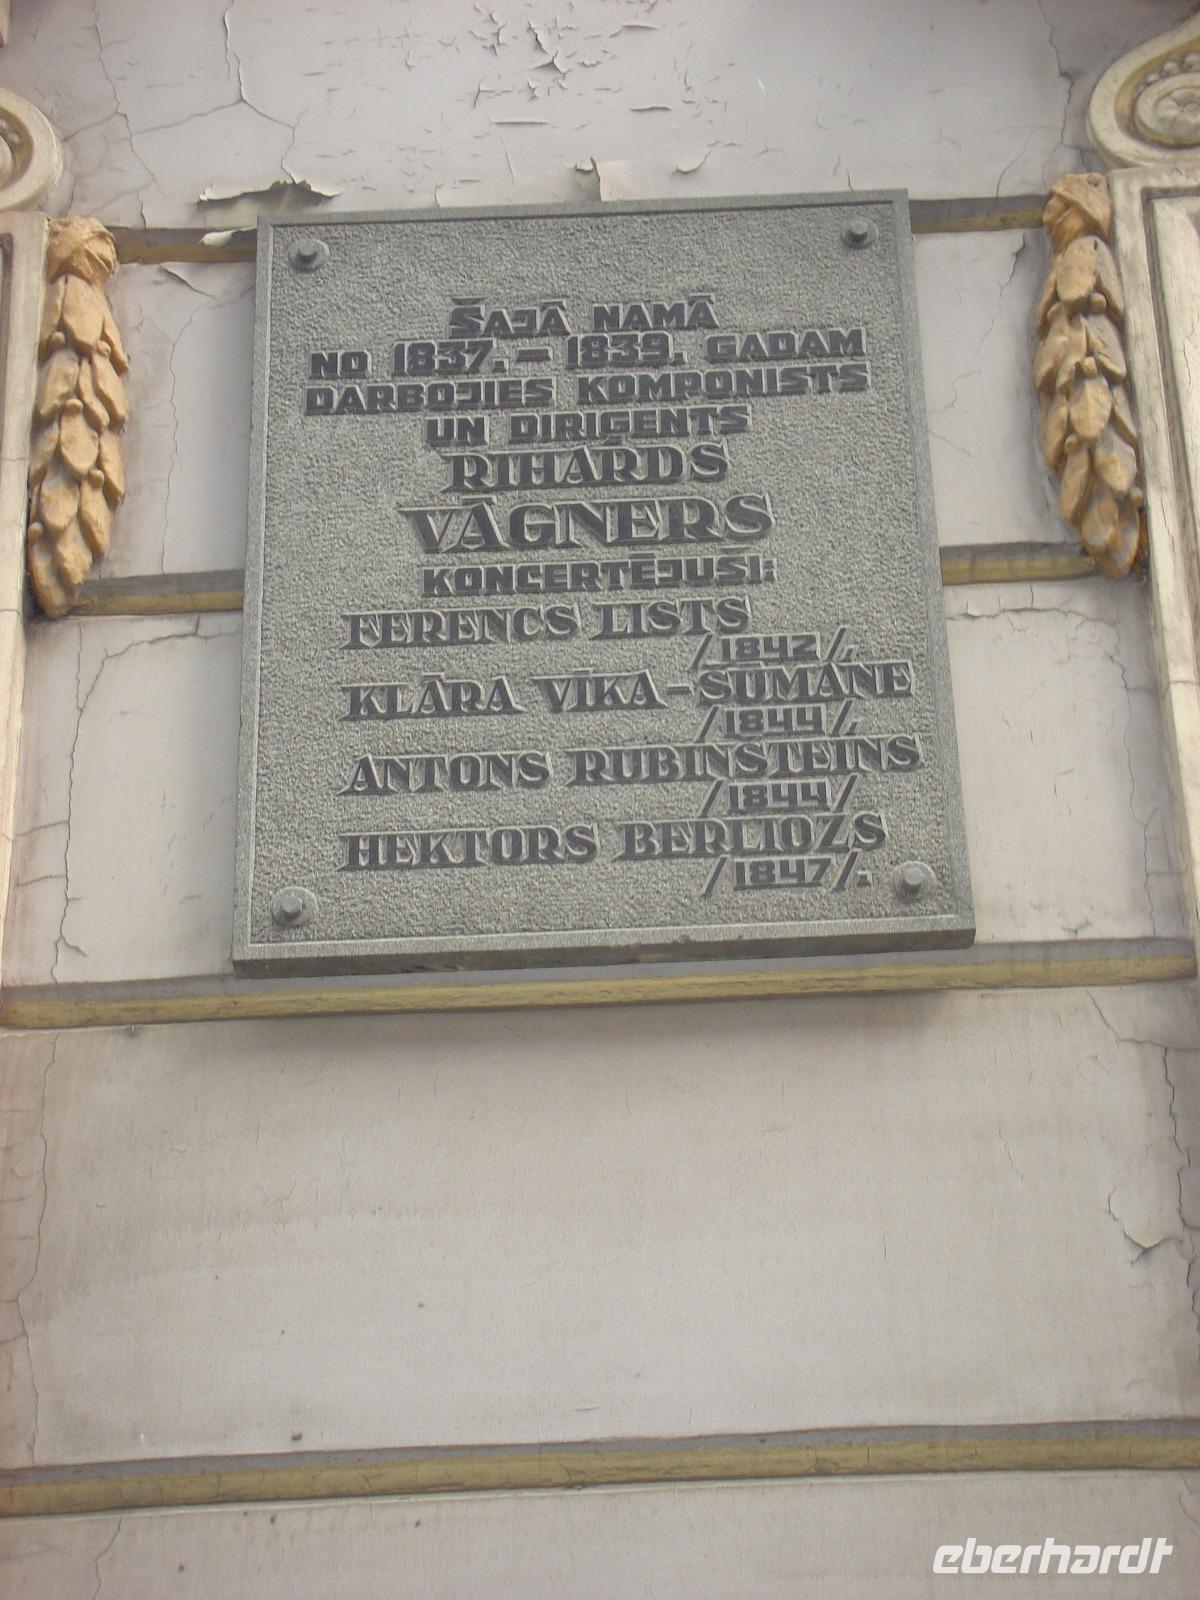 ŠAJĀ NAMĀ
NO 1837. – 1839. GADAM
DARBOJIES KOMPONISTS
UN DIRIĢENTS
RIHARDS
VĀGNERS
KONCERTĒJUŠI:
FERENCS LISTS
/1842/,
KLĀRA VĪKA – ŠŪMANE
/1844/,
ANTONS RUBINŠTEINS
/1844/
HEKTORS BERLIOZS
/1847/.
eberhardt